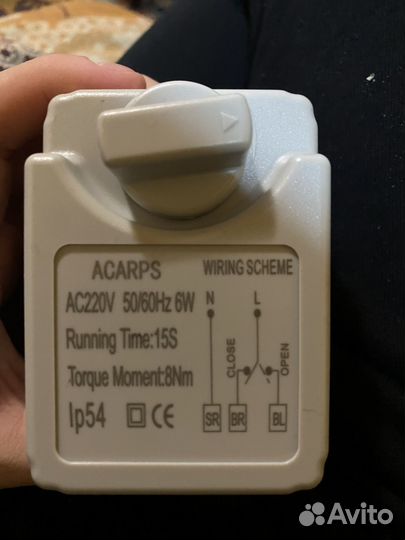 ACARPS WIRING SCHEME
AC220V 50/60Hz 6W N L
Running Time:15S
CLOSE OPEN
Torque Moment:8Nm
Ip54 CE SR BR BL
Avito